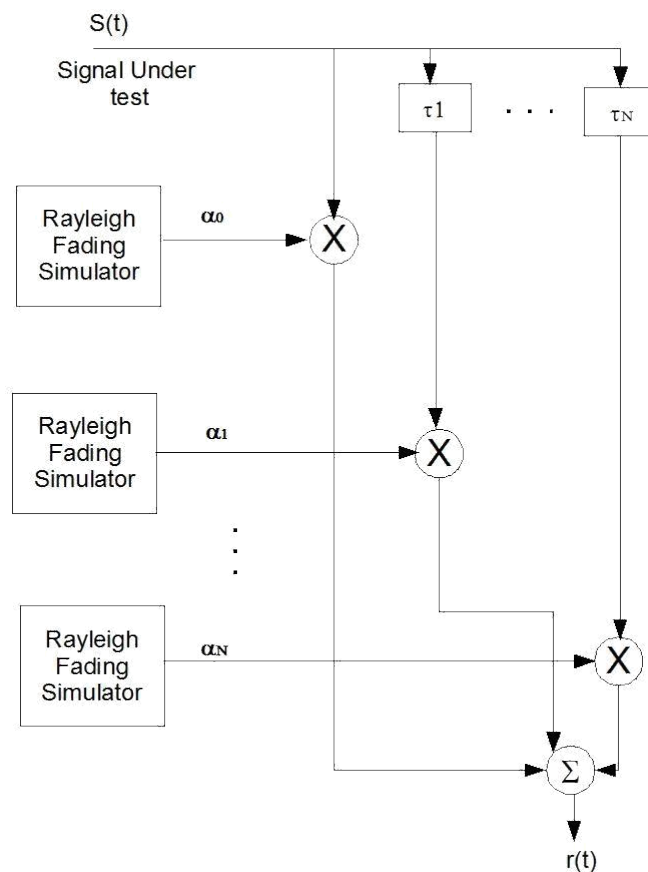 S(t)
Signal Under
test
τ1
. . .
τN
Rayleigh
Fading
Simulator
α0
X
Rayleigh
Fading
Simulator
α1
X
.
.
.
Rayleigh
Fading
Simulator
αN
X
Σ
r(t)